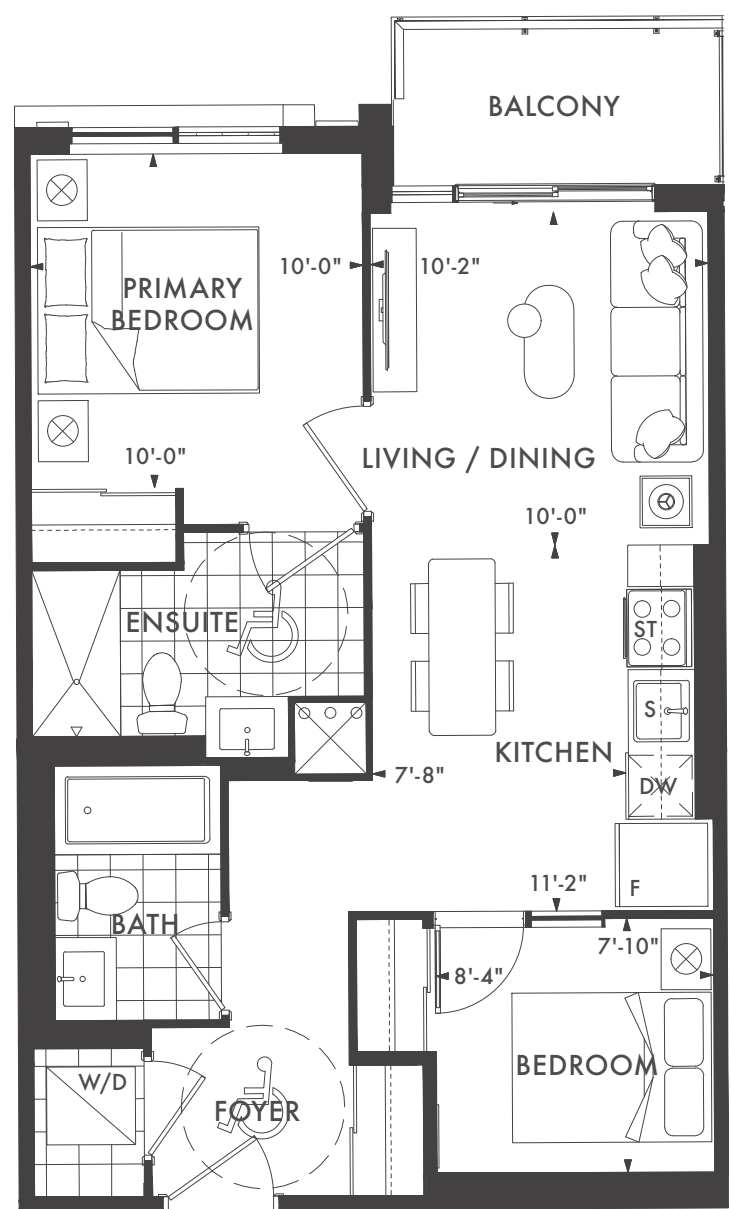 BALCONY
10'-0"
10'-2"
PRIMARY
BEDROOM
10'-0"
LIVING / DINING
10'-0"
ENSUITE
ST
S
KITCHEN
7'-8"
DW
11'-2"
F
BATH
7'-10"
8'-4"
BEDROOM
W/D
FOYER